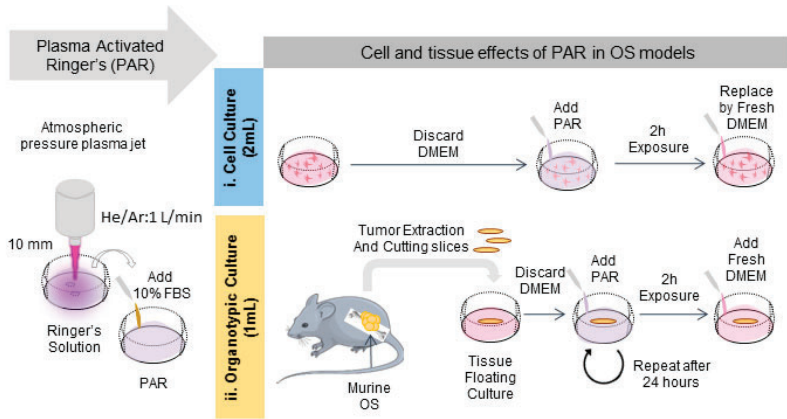 Plasma Activated
Ringer's (PAR)
Cell and tissue effects of PAR in OS models
Atmospheric
pressure plasma jet
He/Ar:1 L/min
10 mm
Add
10% FBS
Ringer's
Solution
PAR
i. Cell Culture
(2mL)
Discard
DMEM
Add
PAR
2h
Exposure
Replace
by Fresh
DMEM
ii. Organotypic Culture
(1mL)
Tumor Extraction
And Cutting slices
Murine
OS
Tissue
Floating
Culture
Discard
DMEM
Add
PAR
2h
Exposure
Add
Fresh
DMEM
Repeat after
24 hours